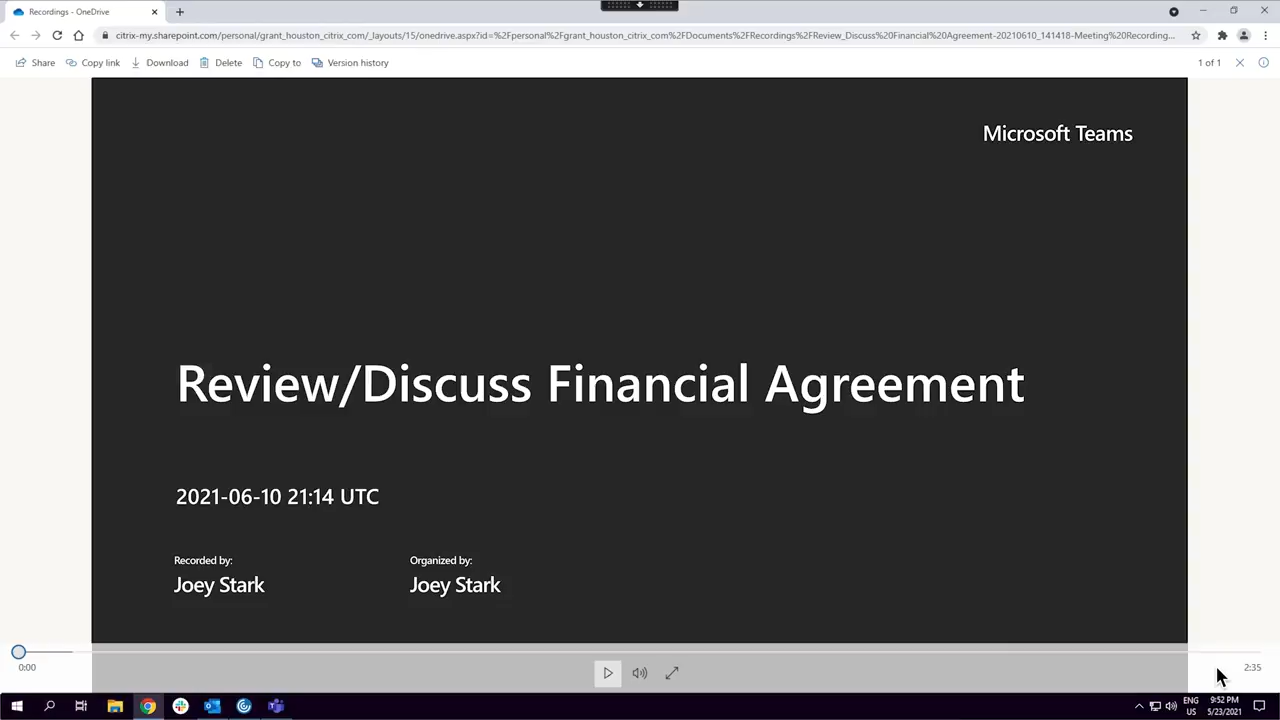 Recordings - OneDrive
citrix-my.sharepoint.com/personal/grant_houston_citrix_com/_layouts/15/onedrive.aspx?id=%2Fpersonal%2Fgrant_houston_citrix_com%2FDocuments%2FRecordings%2FReview_Discuss%20Financial%20Agreement-20210610_141418-Meeting%20Recording...
Share Copy link Download Delete Copy to Version history 1 of 1
Microsoft Teams
Review/Discuss Financial Agreement
2021-06-10 21:14 UTC
Recorded by: Organized by:
Joey Stark Joey Stark
0:00 2:35
ENG 9:52 PM
US 5/23/2021